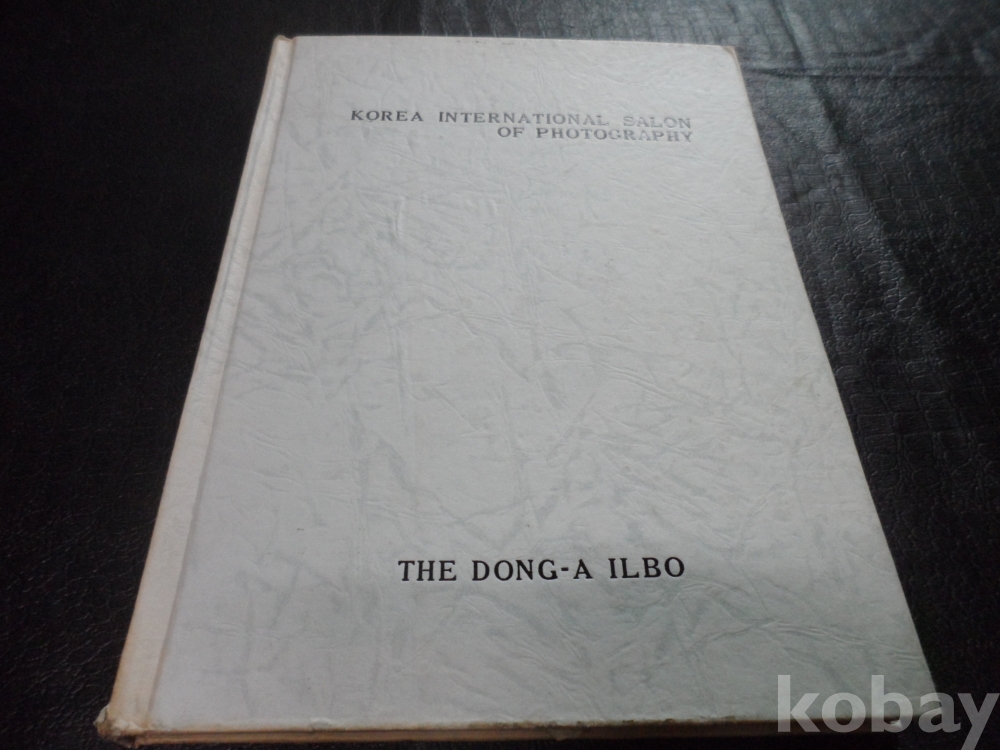 KOREA INTERNATIONAL SALON
OF PHOTOGRAPHY
THE DONG-A ILBO
kobay